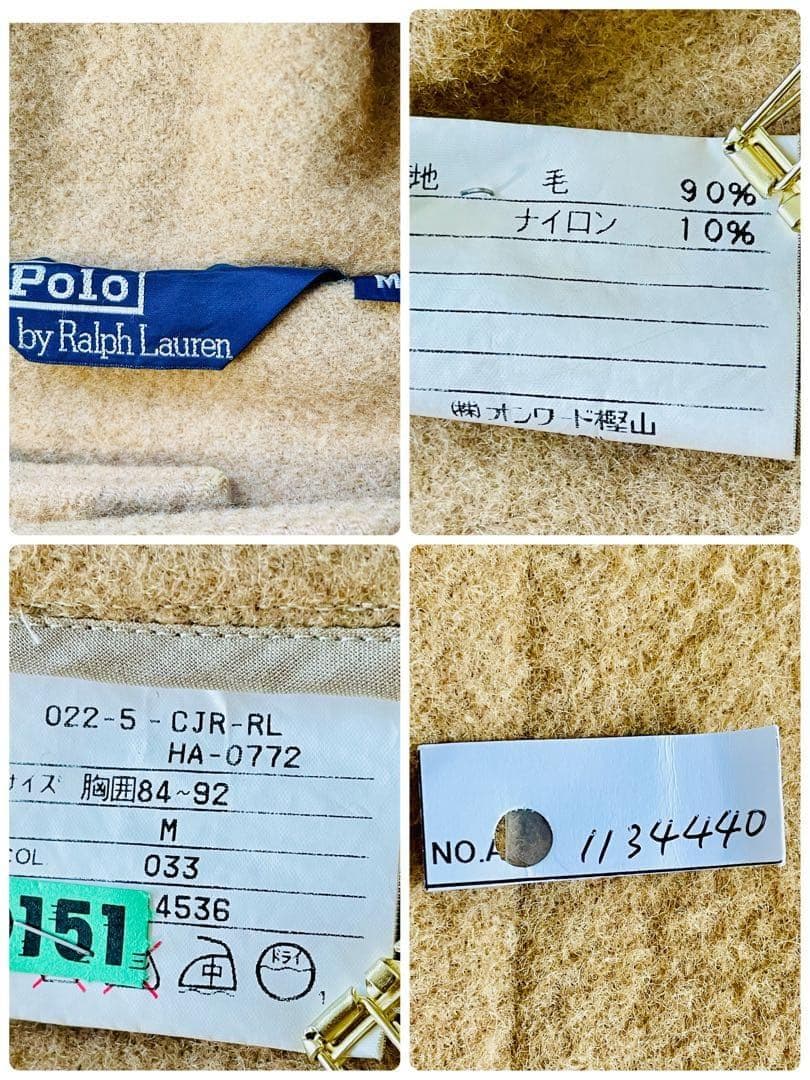 Polo
by Ralph Lauren
M
地 毛 90%
ナイロン 10%
(株)オンワード樫山
022-5-CJR-RL
HA-0772
サイズ 胸囲84~92
M
COL 033
151 4536
中 ドライ
NO.A 1134440